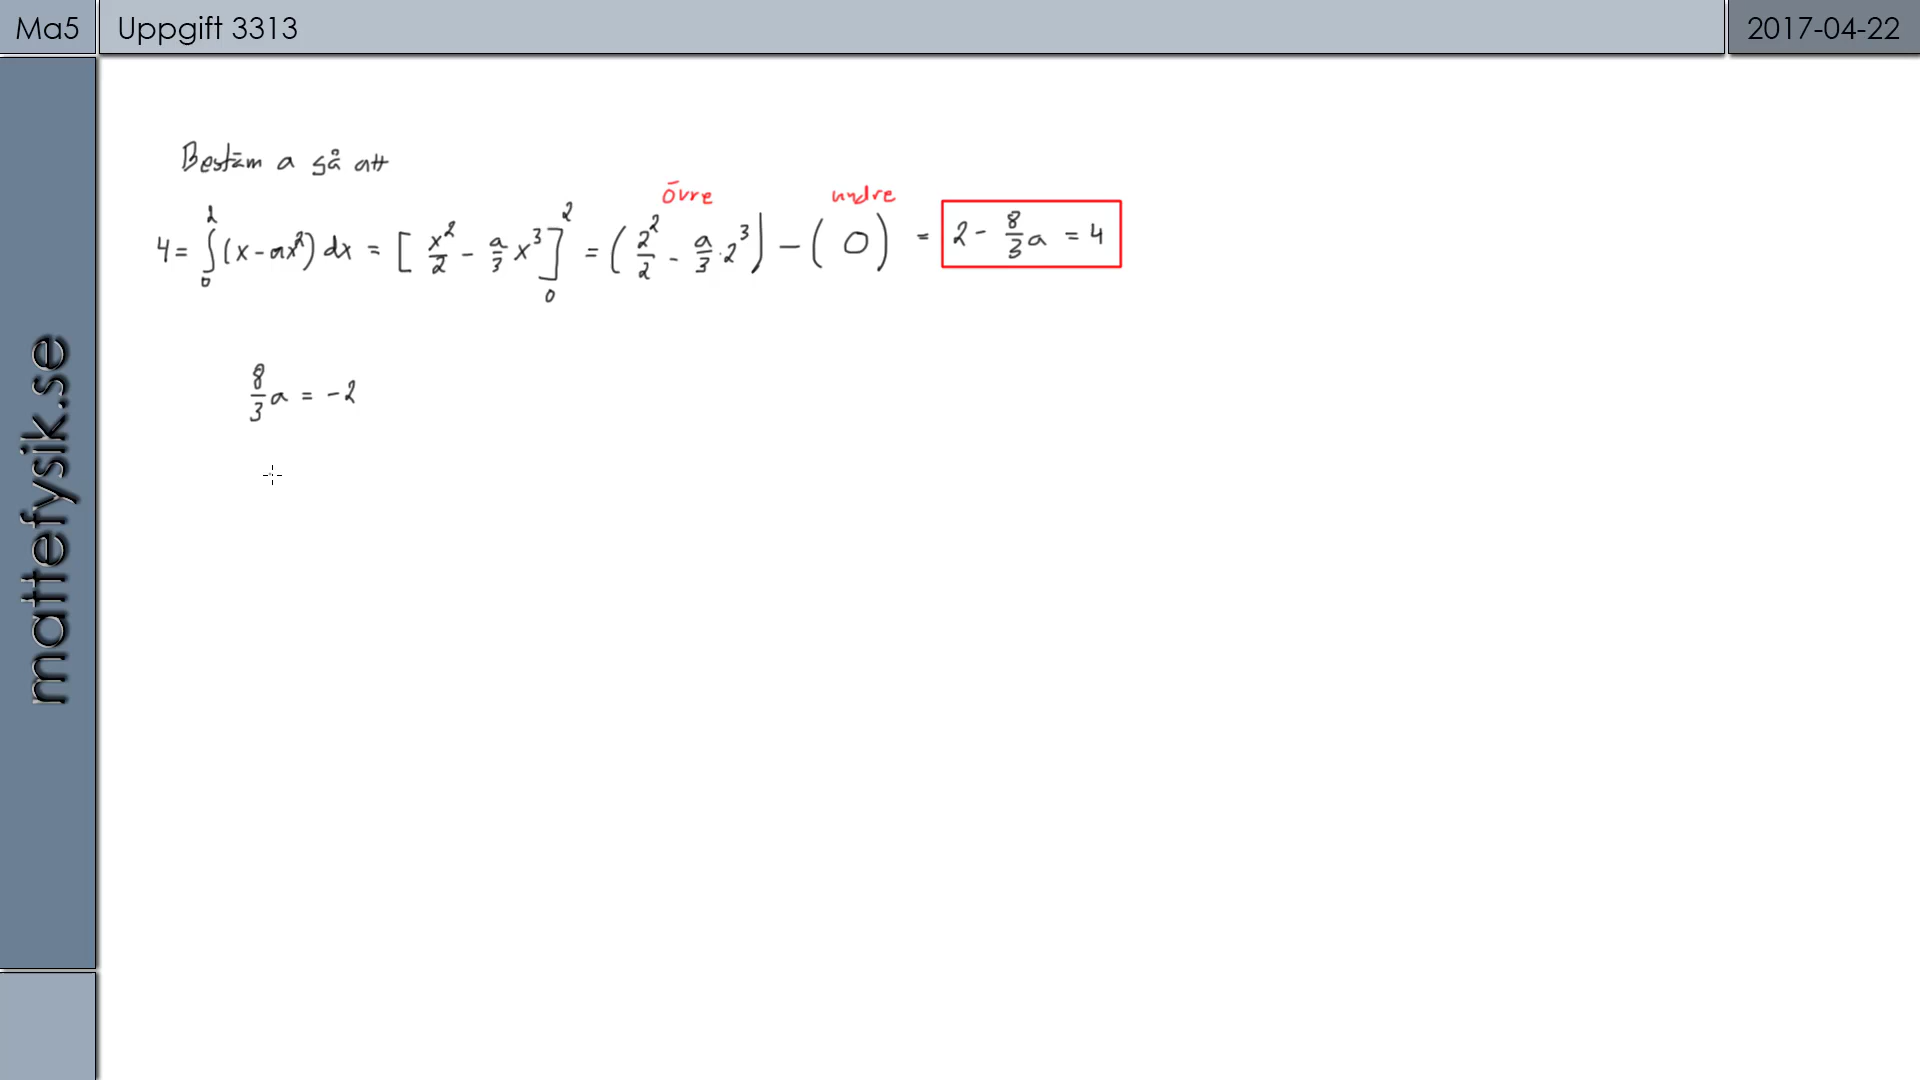 Ma5
Uppgift 3313
2017-04-22
mattefysik.se
Bestäm a så att
övre undre
4 = ∫₀² (x - ax²) dx = [x²/2 - a/3 x³]₀² = (2²/2 - a/3 · 2³) - (0) = 2 - 8/3 a = 4
8/3 a = -2